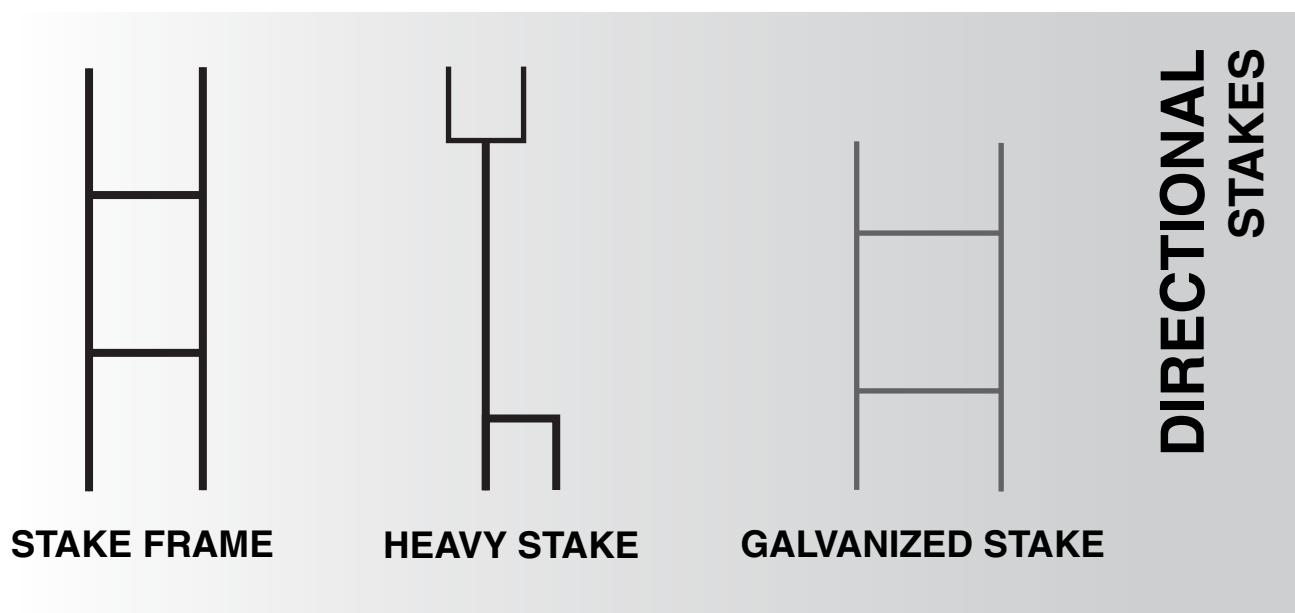 STAKE FRAME
HEAVY STAKE
GALVANIZED STAKE
DIRECTIONAL
STAKES